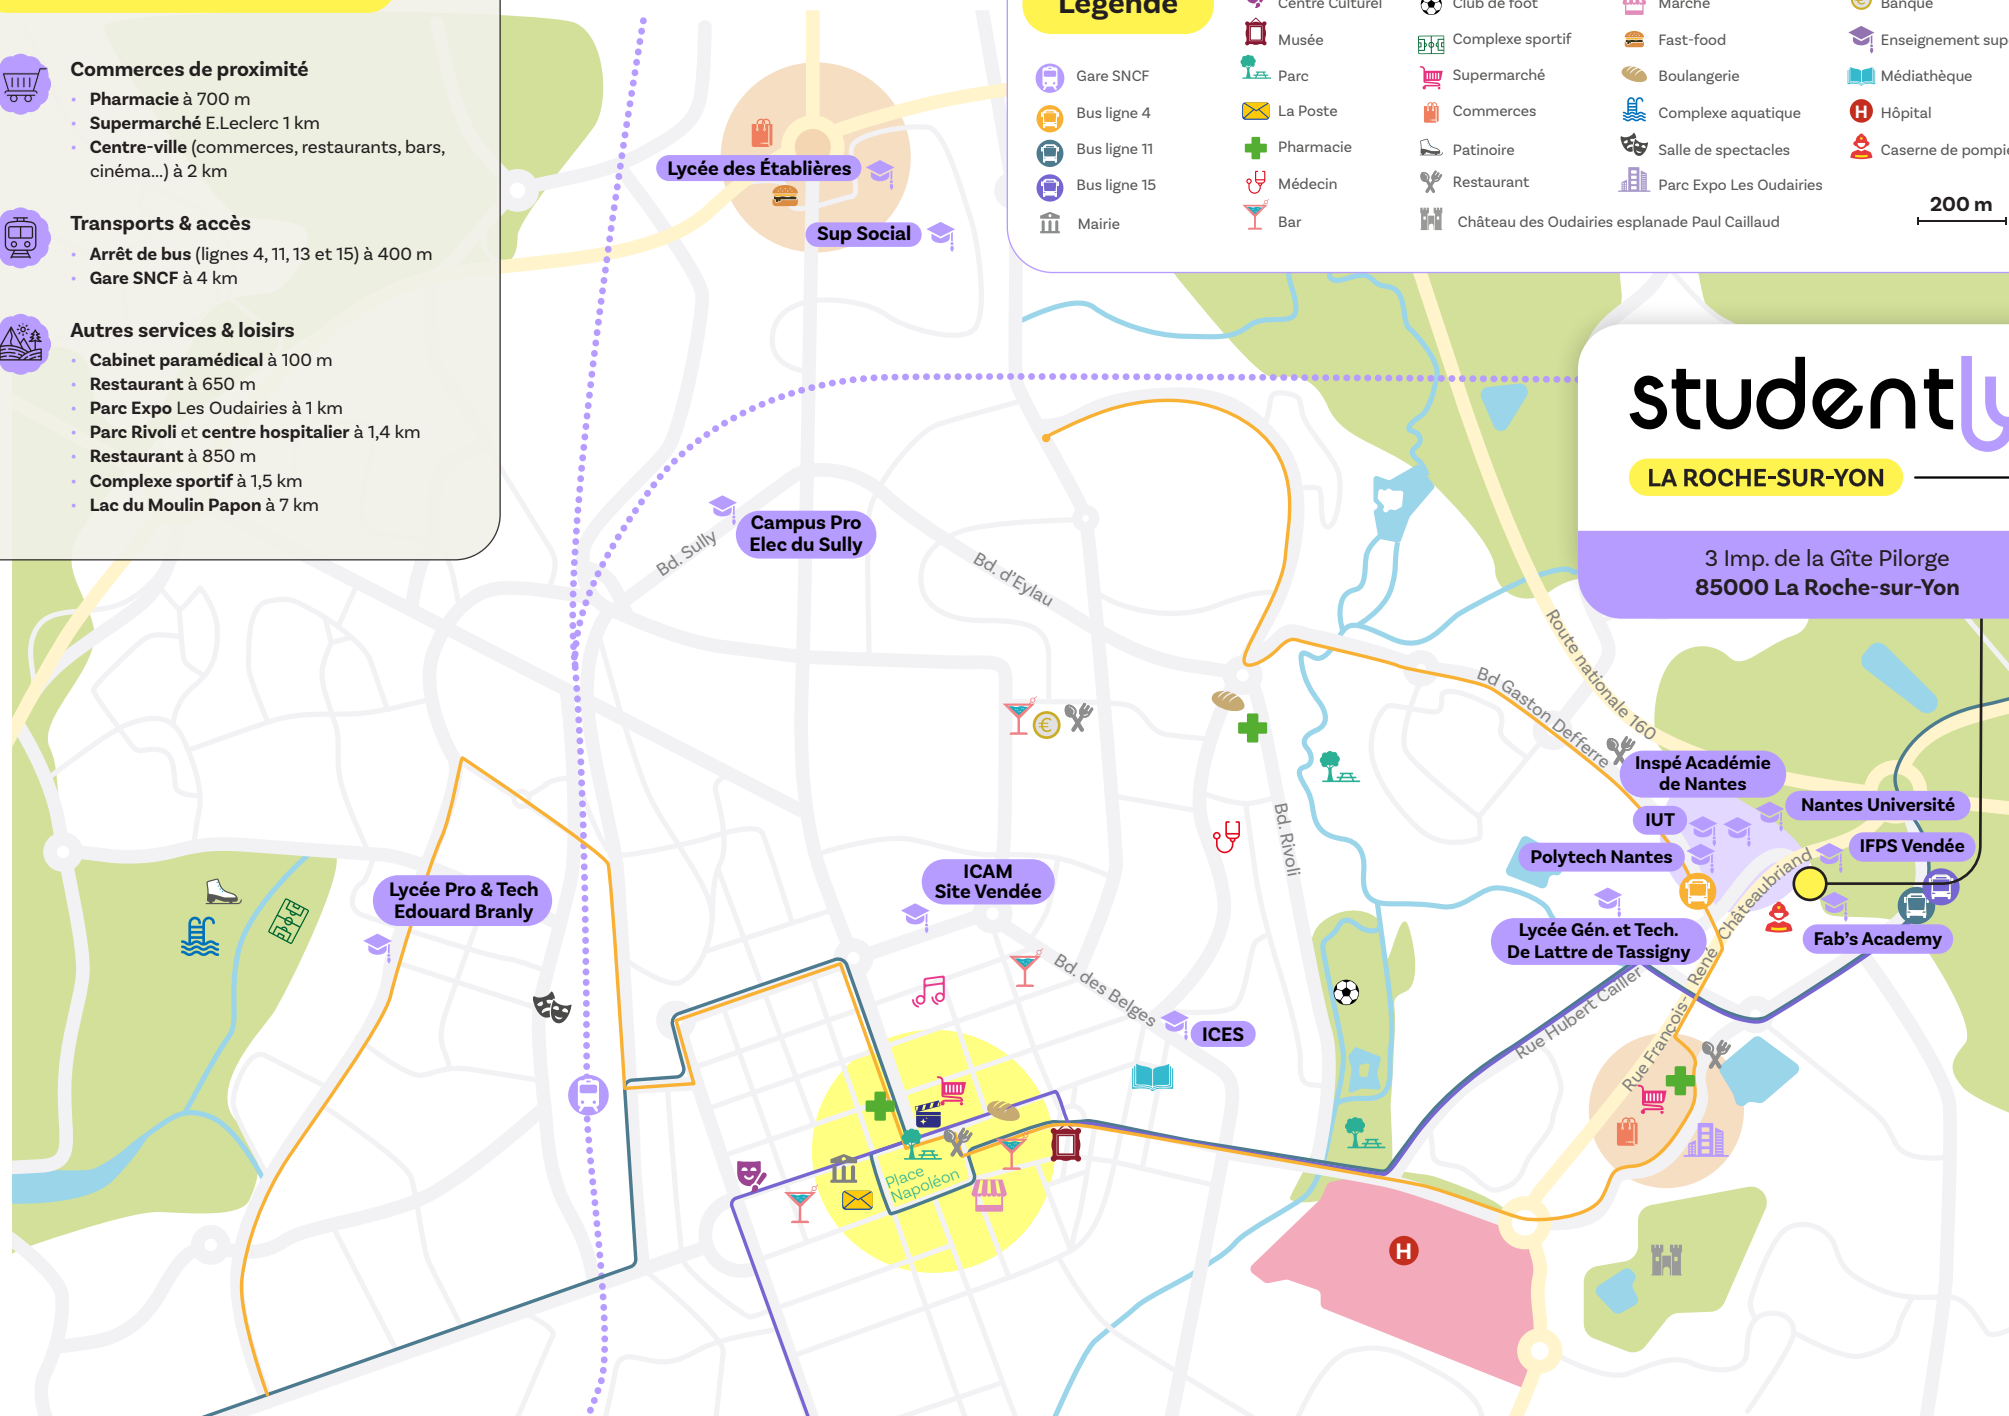 Commerces de proximité
• Pharmacie à 700 m
• Supermarché E.Leclerc 1 km
• Centre-ville (commerces, restaurants, bars,
cinéma...) à 2 km
Transports & accès
• Arrêt de bus (lignes 4, 11, 13 et 15) à 400 m
• Gare SNCF à 4 km
Autres services & loisirs
• Cabinet paramédical à 100 m
• Restaurant à 650 m
• Parc Expo Les Oudairies à 1 km
• Parc Rivoli et centre hospitalier à 1,4 km
• Restaurant à 850 m
• Complexe sportif à 1,5 km
• Lac du Moulin Papon à 7 km
Légende
Gare SNCF
Bus ligne 4
Bus ligne 11
Bus ligne 15
Mairie
Centre Culturel
Musée
Parc
La Poste
Pharmacie
Médecin
Bar
Club de foot
Complexe sportif
Supermarché
Commerces
Patinoire
Restaurant
Château des Oudairies esplanade Paul Caillaud
Marché
Fast-food
Boulangerie
Complexe aquatique
Salle de spectacles
Parc Expo Les Oudairies
Banque
Enseignement sup
Médiathèque
H
Hôpital
Caserne de pompie
200 m
studently
LA ROCHE-SUR-YON
3 Imp. de la Gîte Pilorge
85000 La Roche-sur-Yon
Lycée des Établières
Sup Social
Campus Pro
Elec du Sully
Bd. Sully
Bd. d'Eylau
Route nationale 160
Bd Gaston Defferre
€
Inspé Académie
de Nantes
Nantes Université
IUT
IFPS Vendée
Polytech Nantes
Bd. Rivoli
Châteaubriand
Rue François-René
ICAM
Site Vendée
Lycée Pro & Tech
Edouard Branly
Lycée Gén. et Tech.
De Lattre de Tassigny
Fab's Academy
Bd. des Belges
Rue Hubert Cailler
ICES
Place
Napoléon
H